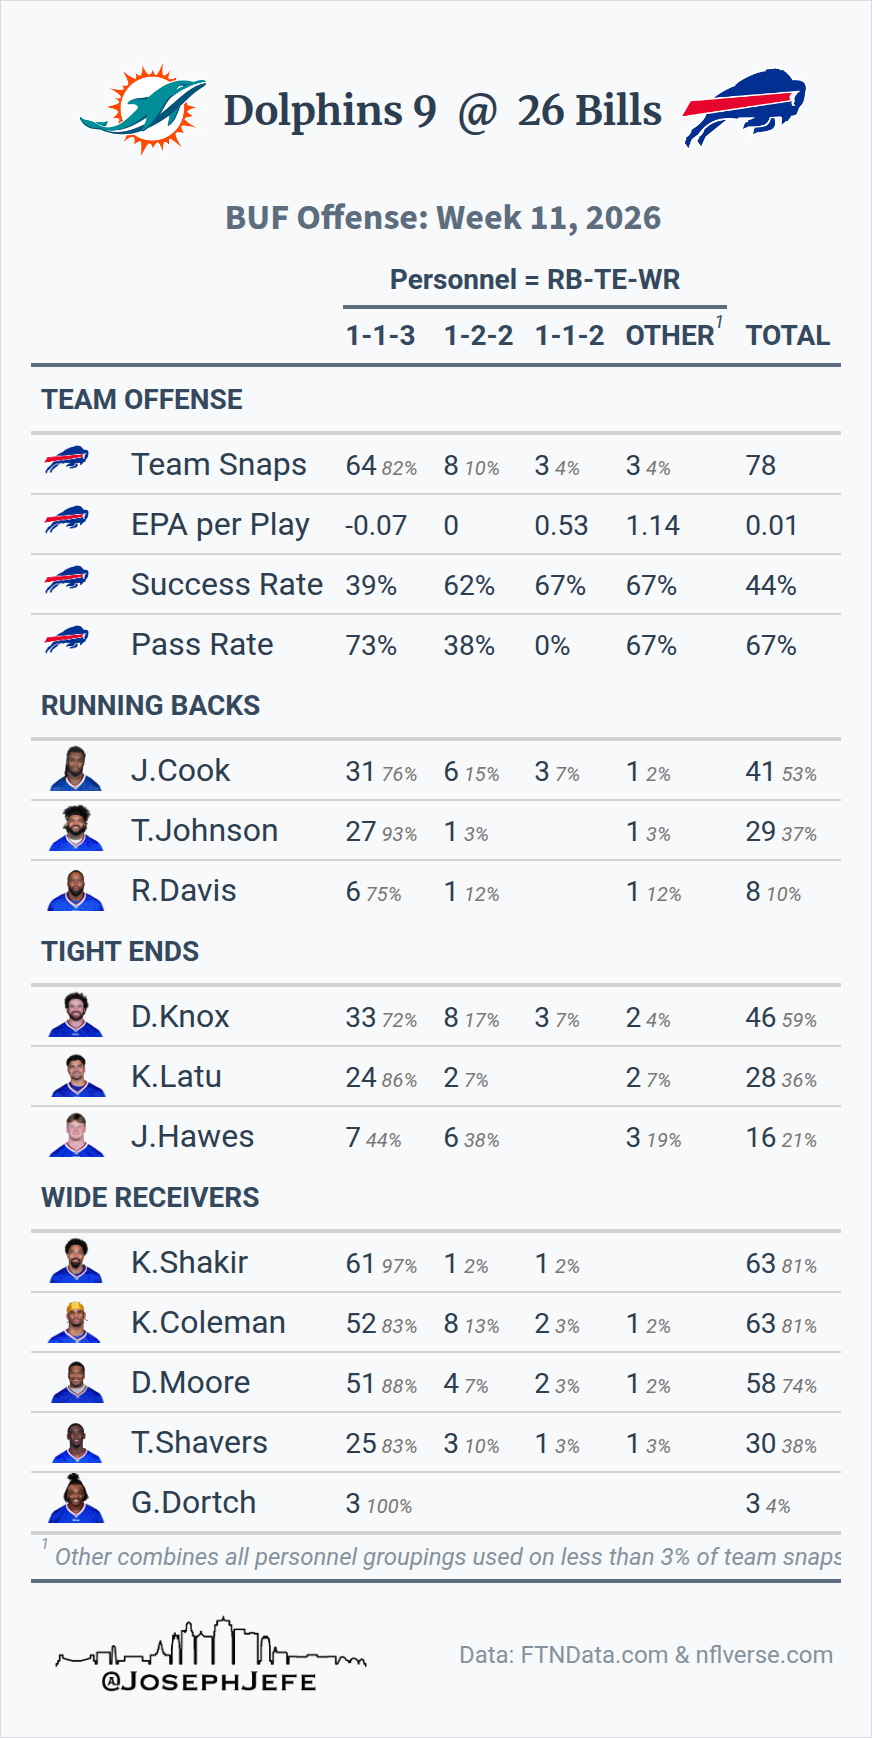 Dolphins 9 @ 26 Bills
BUF Offense: Week 11, 2026
Personnel = RB-TE-WR
1-1-3 1-2-2 1-1-2 OTHER1 TOTAL
TEAM OFFENSE
Team Snaps 64 82% 8 10% 3 4% 3 4% 78
EPA per Play -0.07 0 0.53 1.14 0.01
Success Rate 39% 62% 67% 67% 44%
Pass Rate 73% 38% 0% 67% 67%
RUNNING BACKS
J.Cook 31 76% 6 15% 3 7% 1 2% 41 53%
T.Johnson 27 93% 1 3% 1 3% 29 37%
R.Davis 6 75% 1 12% 1 12% 8 10%
TIGHT ENDS
D.Knox 33 72% 8 17% 3 7% 2 4% 46 59%
K.Latu 24 86% 2 7% 2 7% 28 36%
J.Hawes 7 44% 6 38% 3 19% 16 21%
WIDE RECEIVERS
K.Shakir 61 97% 1 2% 1 2% 63 81%
K.Coleman 52 83% 8 13% 2 3% 1 2% 63 81%
D.Moore 51 88% 4 7% 2 3% 1 2% 58 74%
T.Shavers 25 83% 3 10% 1 3% 1 3% 30 38%
G.Dortch 3 100% 3 4%
1 Other combines all personnel groupings used on less than 3% of team snaps
@JOSEPHJEFE
Data: FTNData.com & nflverse.com